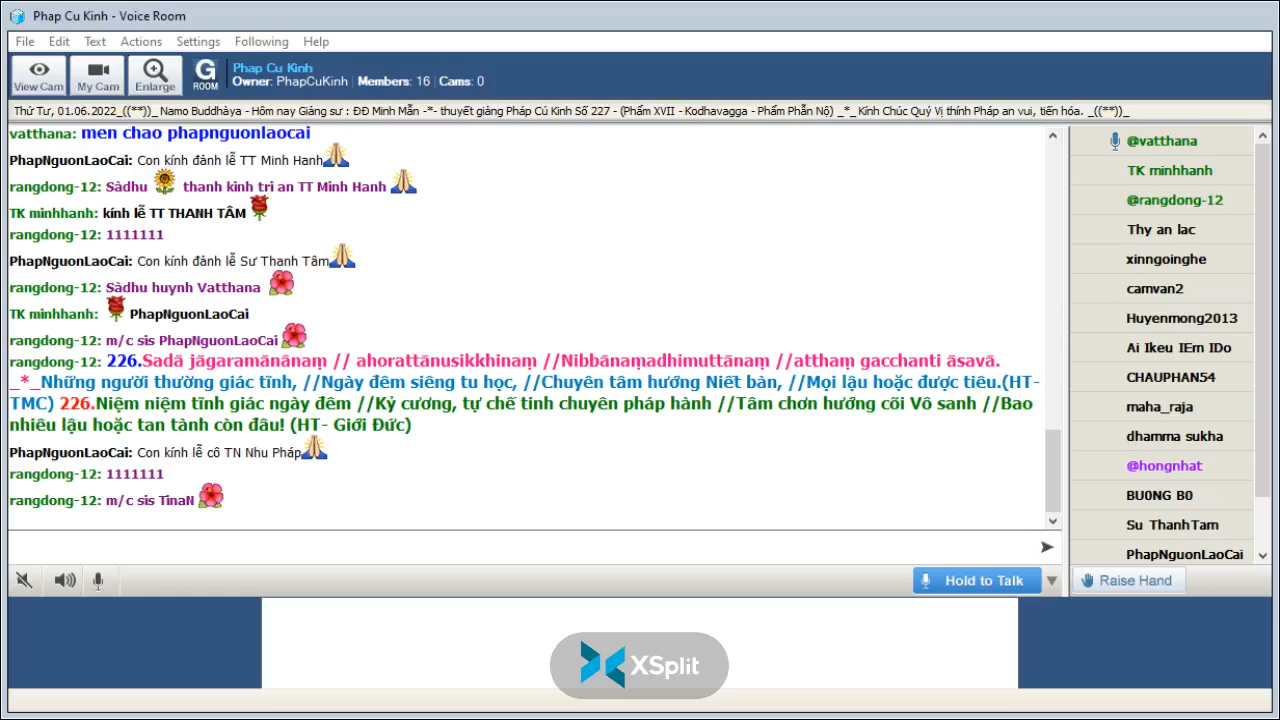 Phap Cu Kinh - Voice Room
File Edit Text Actions Settings Following Help
View Cam My Cam Enlarge G ROOM
Phap Cu Kinh
Owner: PhapCuKinh Members: 16 Cams: 0
Thứ Tư, 01.06.2022_((**))_ Namo Buddhàya - Hôm nay Giảng sư : ĐĐ Minh Mẫn -*- thuyết giảng Pháp Cú Kinh Số 227 - (Phẩm XVII - Kodhavagga - Phẩm Phẫn Nộ) _*_ Kính Chúc Quý Vị thính Pháp an vui, tiến hóa. _((**))_
vatthana: men chao phapnguonlaocai
PhapNguonLaoCai: Con kính đảnh lễ TT Minh Hạnh
rangdong-12: Sàdhu thanh kinh tri an TT Minh Hanh
TK minhhanh: kính lễ TT THANH TÂM
rangdong-12: 1111111
PhapNguonLaoCai: Con kính đảnh lễ Sư Thanh Tâm
rangdong-12: Sàdhu huynh Vatthana
TK minhhanh: PhapNguonLaoCai
rangdong-12: m/c sis PhapNguonLaoCai
rangdong-12: 226.Sadā jāgaramānānaṃ // ahorattānusikkhinaṃ //Nibbānaṃadhimuttānaṃ //atthaṃ gacchanti āsavā.
_*_Những người thường giác tỉnh, //Ngày đêm siêng tu học, //Chuyên tâm hướng Niết bàn, //Mọi lậu hoặc được tiêu.(HT-
TMC) 226.Niệm niệm tĩnh giác ngày đêm //Kỷ cương, tự chế tinh chuyên pháp hành //Tâm chơn hướng cõi Vô sanh //Bao
nhiêu lậu hoặc tan tành còn đâu! (HT- Giới Đức)
PhapNguonLaoCai: Con kính lễ cô TN Nhu Pháp
rangdong-12: 1111111
rangdong-12: m/c sis TinaN
@vatthana
TK minhhanh
@rangdong-12
Thy an lac
xinngoinghe
camvan2
Huyenmong2013
Ai Ikeu IEm IDo
CHAUPHAN54
maha_raja
dhamma sukha
@hongnhat
BU0NG B0
Su ThanhTam
PhapNguonLaoCai
Hold to Talk
Raise Hand
XSplit